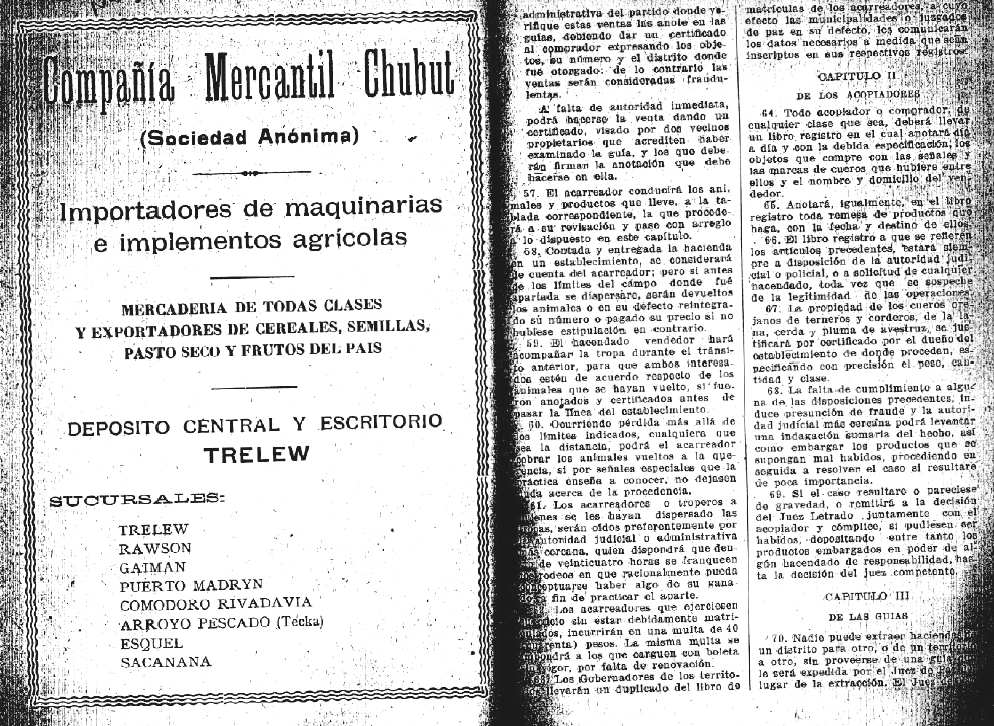 Compañía Mercantil Chubut
(Sociedad Anónima)
Importadores de maquinarias
e implementos agrícolas
MERCADERIA DE TODAS CLASES
Y EXPORTADORES DE CEREALES, SEMILLAS,
PASTO SECO Y FRUTOS DEL PAIS
DEPOSITO CENTRAL Y ESCRITORIO
TRELEW
SUCURSALES:
TRELEW
RAWSON
GAIMAN
PUERTO MADRYN
COMODORO RIVADAVIA
ARROYO PESCADO (Tecka)
ESQUEL
SACANANA
administrativa del partido donde ve-
rifique estas ventas las anote en las
guías, debiendo dar un certificado
al comprador expresando los obje-
tos, su número y el distrito donde
fué otorgado: de lo contrario las
ventas serán consideradas fraudu-
lentas.
A falta de autoridad inmediata,
podrá hacerse la venta dando un
certificado, visado por dos vecinos
propietarios que acrediten haber
examinado la guía, y los que debe-
rán firman la anotación que debe
hacerse en ella.
57. El acarreador conducirá los ani-
males y productos que lleve, a la ta-
blada correspondiente, la que procede-
rá a su revisación y pase con arreglo
a lo dispuesto en este capítulo.
58. Contada y entregada la hacienda
en un establecimiento, se considerará
de cuenta del acarreador; pero si antes
de los límites del campo donde fué
apartada se dispersare, serán devueltos
los animales o en su defecto reintegra-
do su número o pagado su precio si no
hubiese estipulación en contrario.
59. El hacendado vendedor hará
acompañar la tropa durante el tránsi-
to anterior, para que ambos interesa-
dos estén de acuerdo respecto de los
animales que se hayan vuelto, si fue-
ron anotados y certificados antes de
pasar la línea del establecimiento.
60. Ocurriendo pérdida más allá de
los límites indicados, cualquiera que
sea la distancia, podrá el acarreador
cobrar los animales vueltos a la que-
rencia, si por señales especiales que la
práctica enseña a conocer, no dejasen
duda acerca de la procedencia.
61. Los acarreadores o troperos a
quienes se les hayan dispersado las
tropas, serán oídos preferentemente por
autoridad judicial o administrativa
más cercana, quien dispondrá que den-
de veinticuatro horas se franqueen
rodeos en que racionalmente pueda
conceptuarse haber algo de su gana-
a fin de practicar el aparte.
Los acarreadores que ejerciesen
oficio sin estar debidamente matri-
culados, incurrirán en una multa de 40
(cuarenta) pesos. La misma multa se
impondrá a los que carguen con boleta
vigor, por falta de renovación.
Los Gobernadores de los territo-
llevarán un duplicado del libro de
matrículas de los acarreadores, a cuyo
efecto las municipalidades o juzgados
de paz en su defecto, les comunicarán
los datos necesarios a medida que sean
inscriptos en sus respectivos registros.
CAPITULO II
DE LOS ACOPIADORES
64. Todo acopiador o comprador, de
cualquier clase que sea, deberá llevar
un libro registro en el cual anotará día
a día y con la debida especificación, los
objetos que compre con las señales y
las marcas de cueros que hubiere entre
ellos y el nombre y domicilio del ven-
dedor.
65. Anotará, igualmente, en el libro
registro toda remesa de productos que
haga, con la fecha y destino de ellos.
66. El libro registro a que se refieren
los artículos precedentes, estará siem-
pre a disposición de la autoridad judi-
cial o policial, o a solicitud de cualquier
hacendado, toda vez que se sospeche
de la legitimidad de las operaciones.
67. La propiedad de los cueros ore-
janos de terneros y corderos, de la la-
na, cerda y pluma de avestruz, se jus-
tificará por certificado por el dueño del
establecimiento de donde procedan, es-
pecificando con precisión el peso, can-
tidad y clase.
68. La falta de cumplimiento a algu-
na de las disposiciones precedentes, in-
duce presunción de fraude y la autori-
dad judicial más cercana podrá levantar
una indagación sumaria del hecho, así
como embargar los productos que se
supongan mal habidos, procediendo en
seguida a resolver el caso si resultare
de poca importancia.
69. Si el caso resultare o pareciese
de gravedad, o remitirá a la decisión
del Juez Letrado juntamente con el
acopiador y cómplice, si pudiesen ser
habidos, depositando entre tanto los
productos embargados en poder de al-
gún hacendado de responsabilidad, has-
ta la decisión del juez competente.
CAPITULO III
DE LAS GUIAS
70. Nadie puede extraer hacienda de
un distrito para otro, o de un territorio
a otro, sin proveerse de una guía que
le será expedida por el Juez de
lugar de la extracción. El Juez